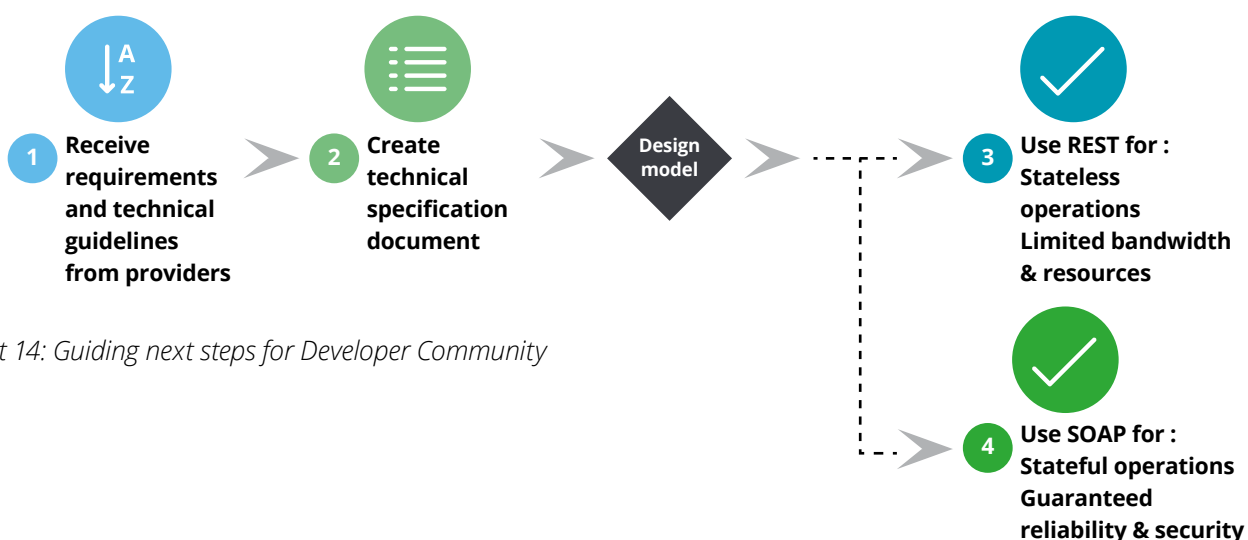 A
Z
1
Receive
requirements
and technical
guidelines
from providers
2
Create
technical
specification
document
Design
model
3
Use REST for :
Stateless
operations
Limited bandwidth
& resources
t 14: Guiding next steps for Developer Community
4
Use SOAP for :
Stateful operations
Guaranteed
reliability & security